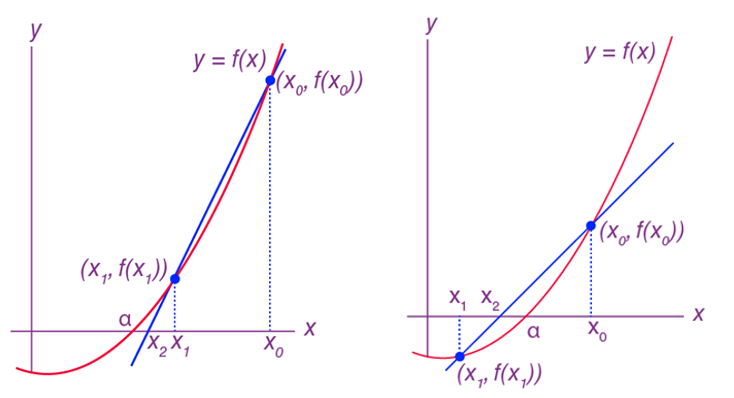 y
y = f(x)
(x₀, f(x₀))
(x₁, f(x₁))
α
x
x₂ x₁
x₀
y
y = f(x)
(x₀, f(x₀))
x₁ x₂
x
α
x₀
(x₁, f(x₁))